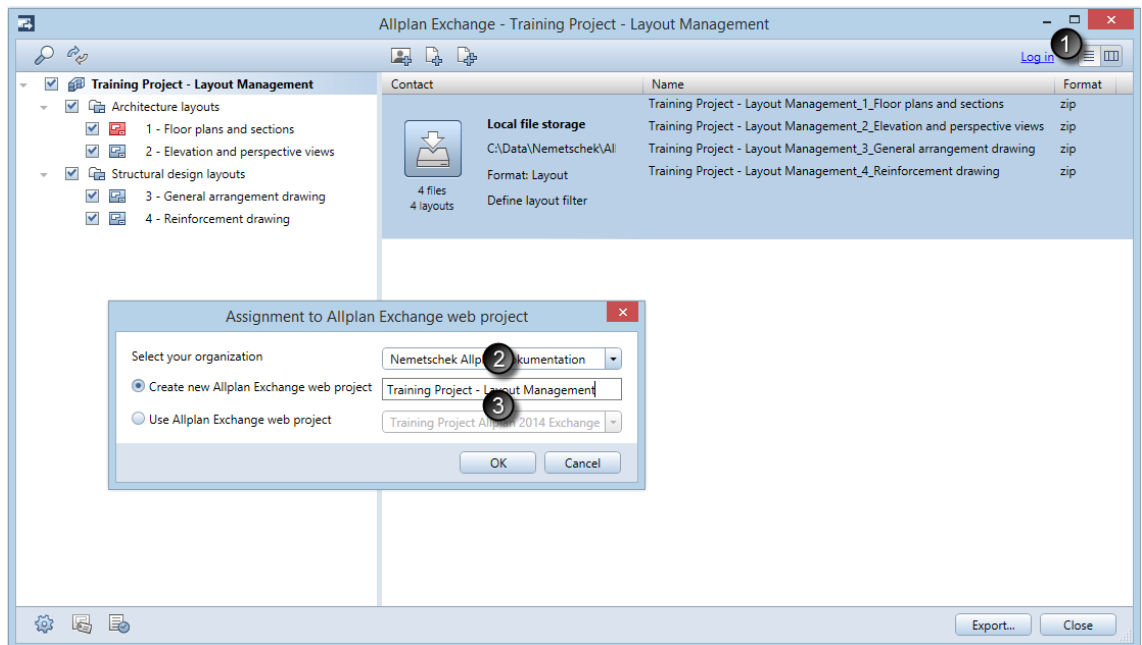 Allplan Exchange - Training Project - Layout Management
1
Log in
Training Project - Layout Management
Architecture layouts
1 - Floor plans and sections
2 - Elevation and perspective views
Structural design layouts
3 - General arrangement drawing
4 - Reinforcement drawing
Contact
Name
Format
Local file storage
C:\Data\Nemetschek\All
Format: Layout
Define layout filter
4 files
4 layouts
Training Project - Layout Management_1_Floor plans and sections zip
Training Project - Layout Management_2_Elevation and perspective views zip
Training Project - Layout Management_3_General arrangement drawing zip
Training Project - Layout Management_4_Reinforcement drawing zip
Assignment to Allplan Exchange web project
Select your organization
Nemetschek Allp 2 kumentation
Create new Allplan Exchange web project
Training Project - Layout Management
3
Use Allplan Exchange web project
Training Project Allplan 2014 Exchange
OK
Cancel
Export...
Close